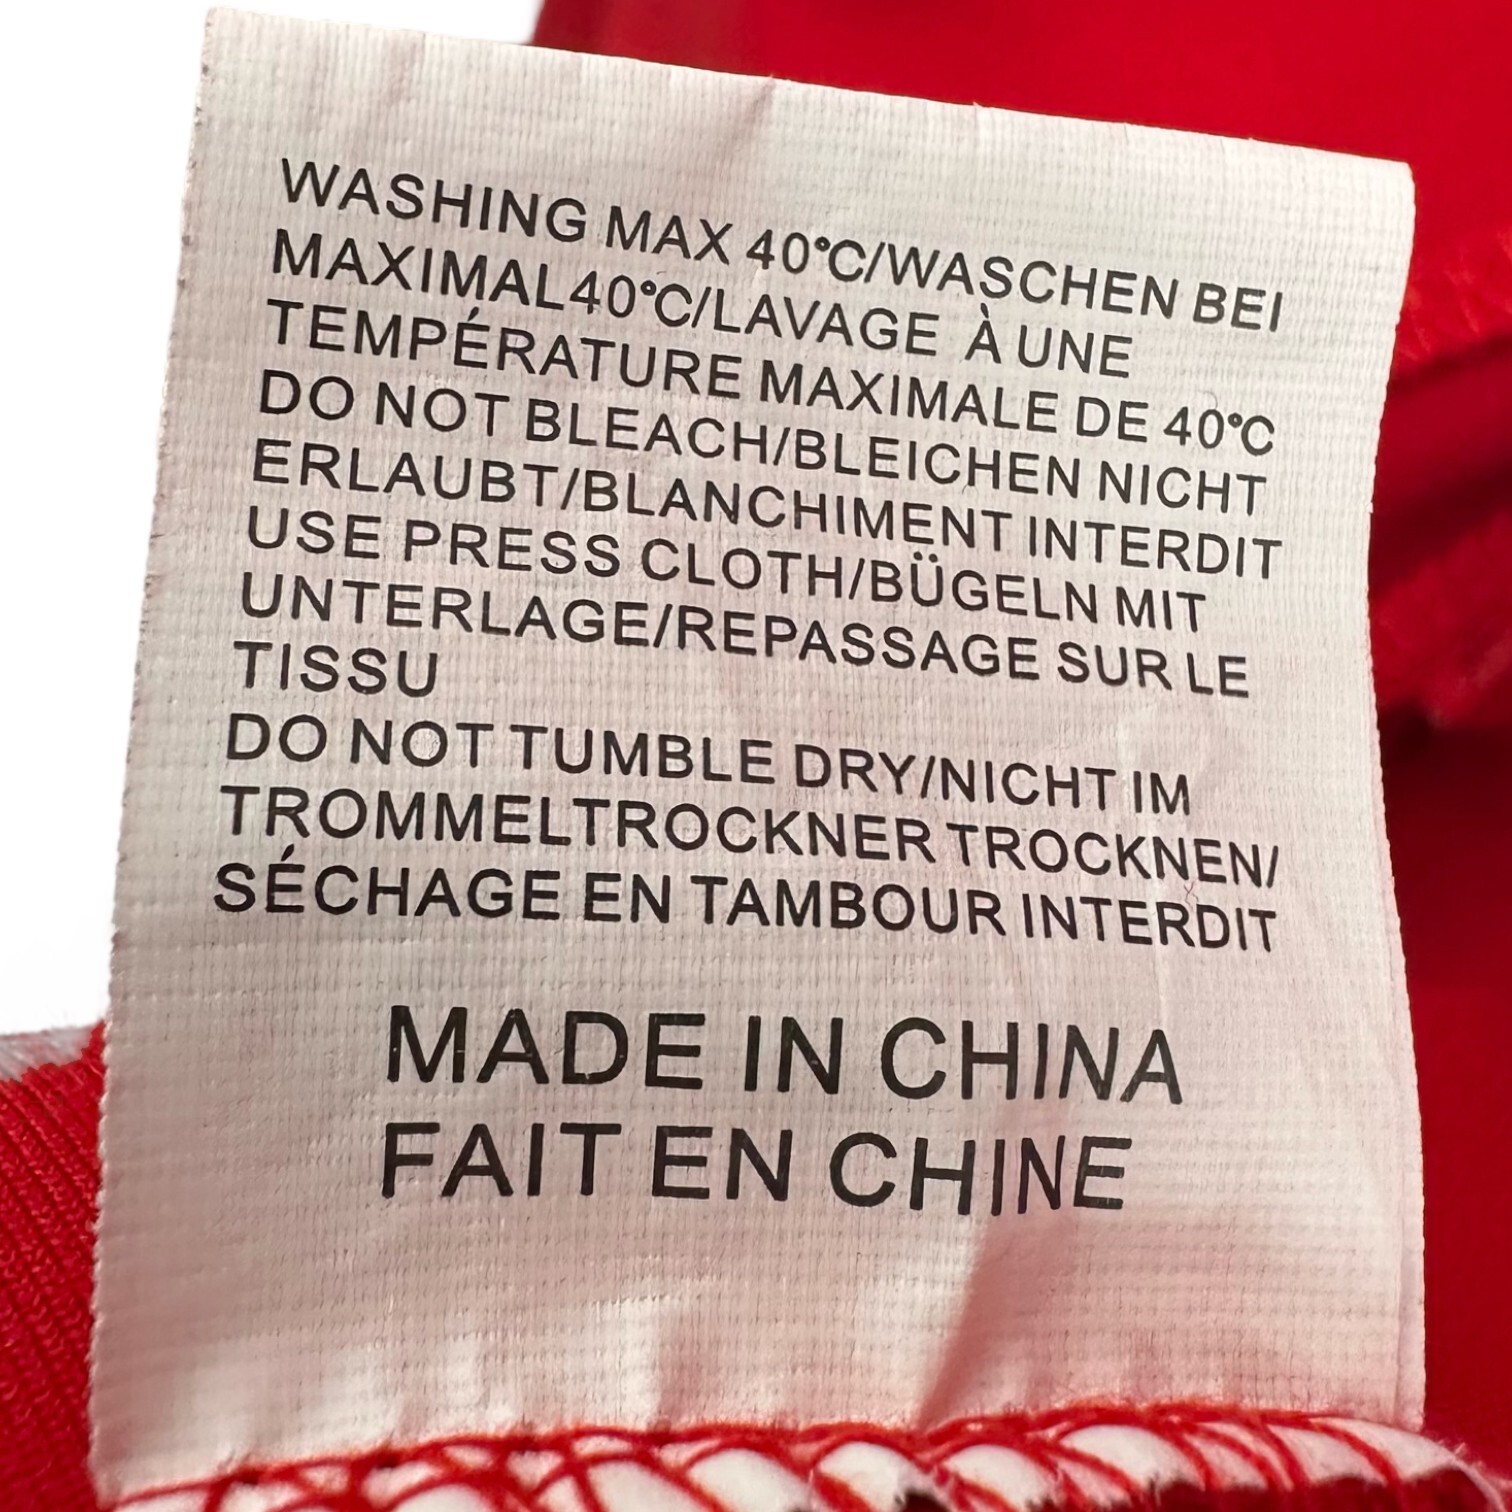 WASHING MAX 40°C/WASCHEN BEI
MAXIMAL40°C/LAVAGE À UNE
TEMPÉRATURE MAXIMALE DE 40°C
DO NOT BLEACH/BLEICHEN NICHT
ERLAUBT/BLANCHIMENT INTERDIT
USE PRESS CLOTH/BÜGELN MIT
UNTERLAGE/REPASSAGE SUR LE
TISSU
DO NOT TUMBLE DRY/NICHT IM
TROMMELTROCKNER TROCKNEN/
SÉCHAGE EN TAMBOUR INTERDIT
MADE IN CHINA
FAIT EN CHINE